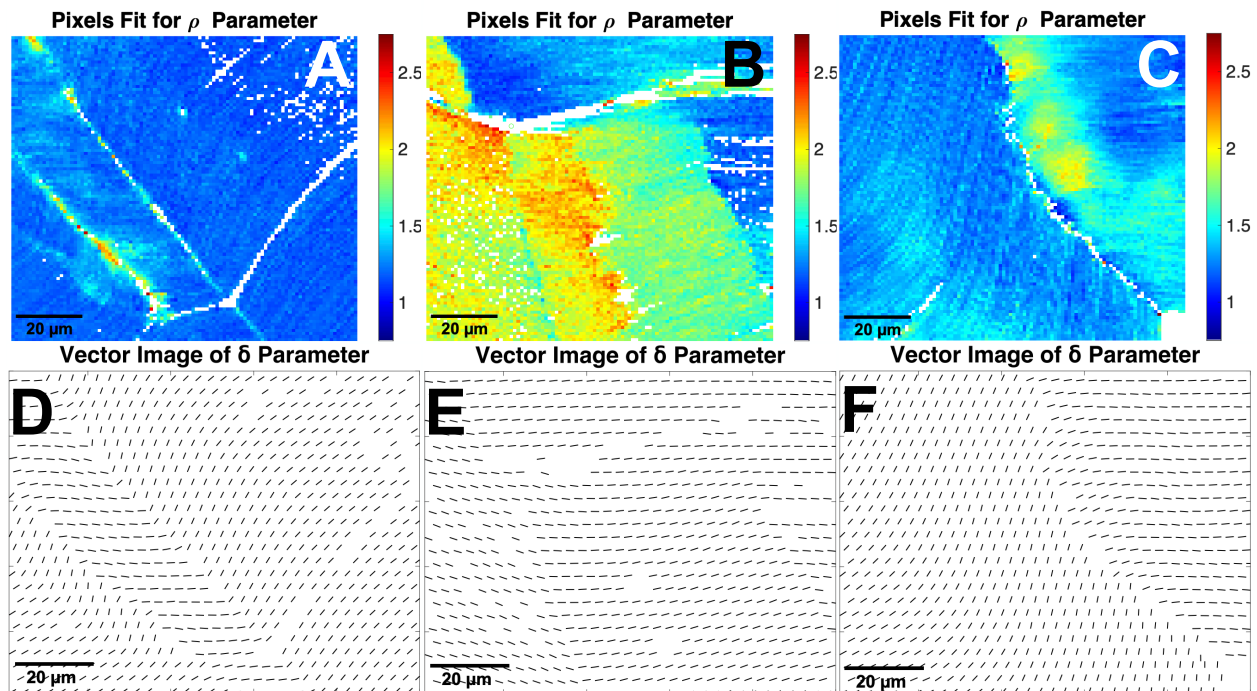 Pixels Fit for ρ Parameter
A
2.5
2
1.5
1
20 µm
Pixels Fit for ρ Parameter
B
2.5
2
1.5
1
20 µm
Pixels Fit for ρ Parameter
C
2.5
2
1.5
1
20 µm
Vector Image of δ Parameter
D
20 µm
Vector Image of δ Parameter
E
20 µm
Vector Image of δ Parameter
F
20 µm